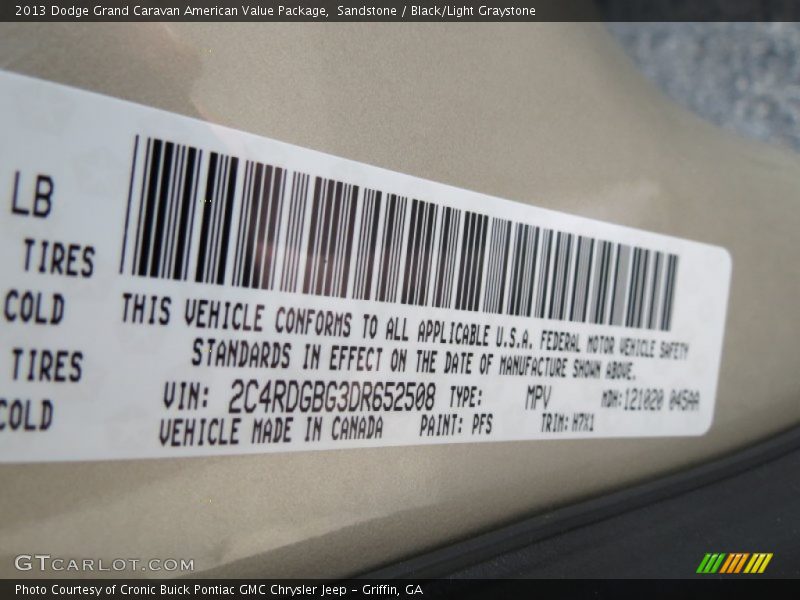 2013 Dodge Grand Caravan American Value Package, Sandstone / Black/Light Graystone
LB
TIRES
COLD
TIRES
COLD
THIS VEHICLE CONFORMS TO ALL APPLICABLE U.S.A. FEDERAL MOTOR VEHICLE SAFETY
STANDARDS IN EFFECT ON THE DATE OF MANUFACTURE SHOWN ABOVE.
VIN: 2C4RDGBG3DR652508 TYPE: MPV MDH: 121020 045AA
VEHICLE MADE IN CANADA PAINT: PFS TRIM: H7X1
GTCARLOT.COM
Photo Courtesy of Cronic Buick Pontiac GMC Chrysler Jeep - Griffin, GA